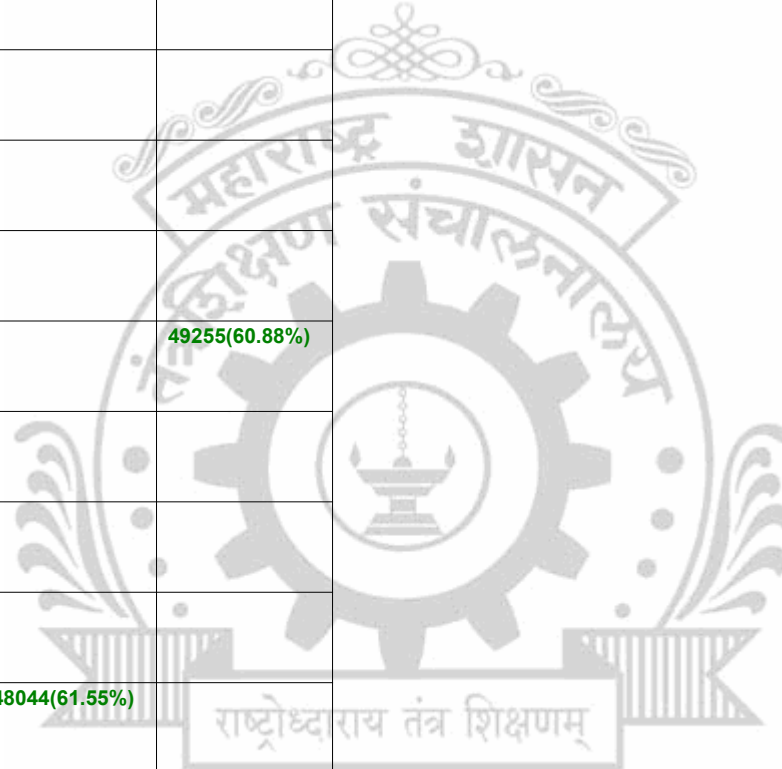 महाराष्ट्र शासन
तंत्रशिक्षण संचालनालय
49255(60.88%)
48044(61.55%)
राष्ट्रोध्दाराय तंत्र शिक्षणम्